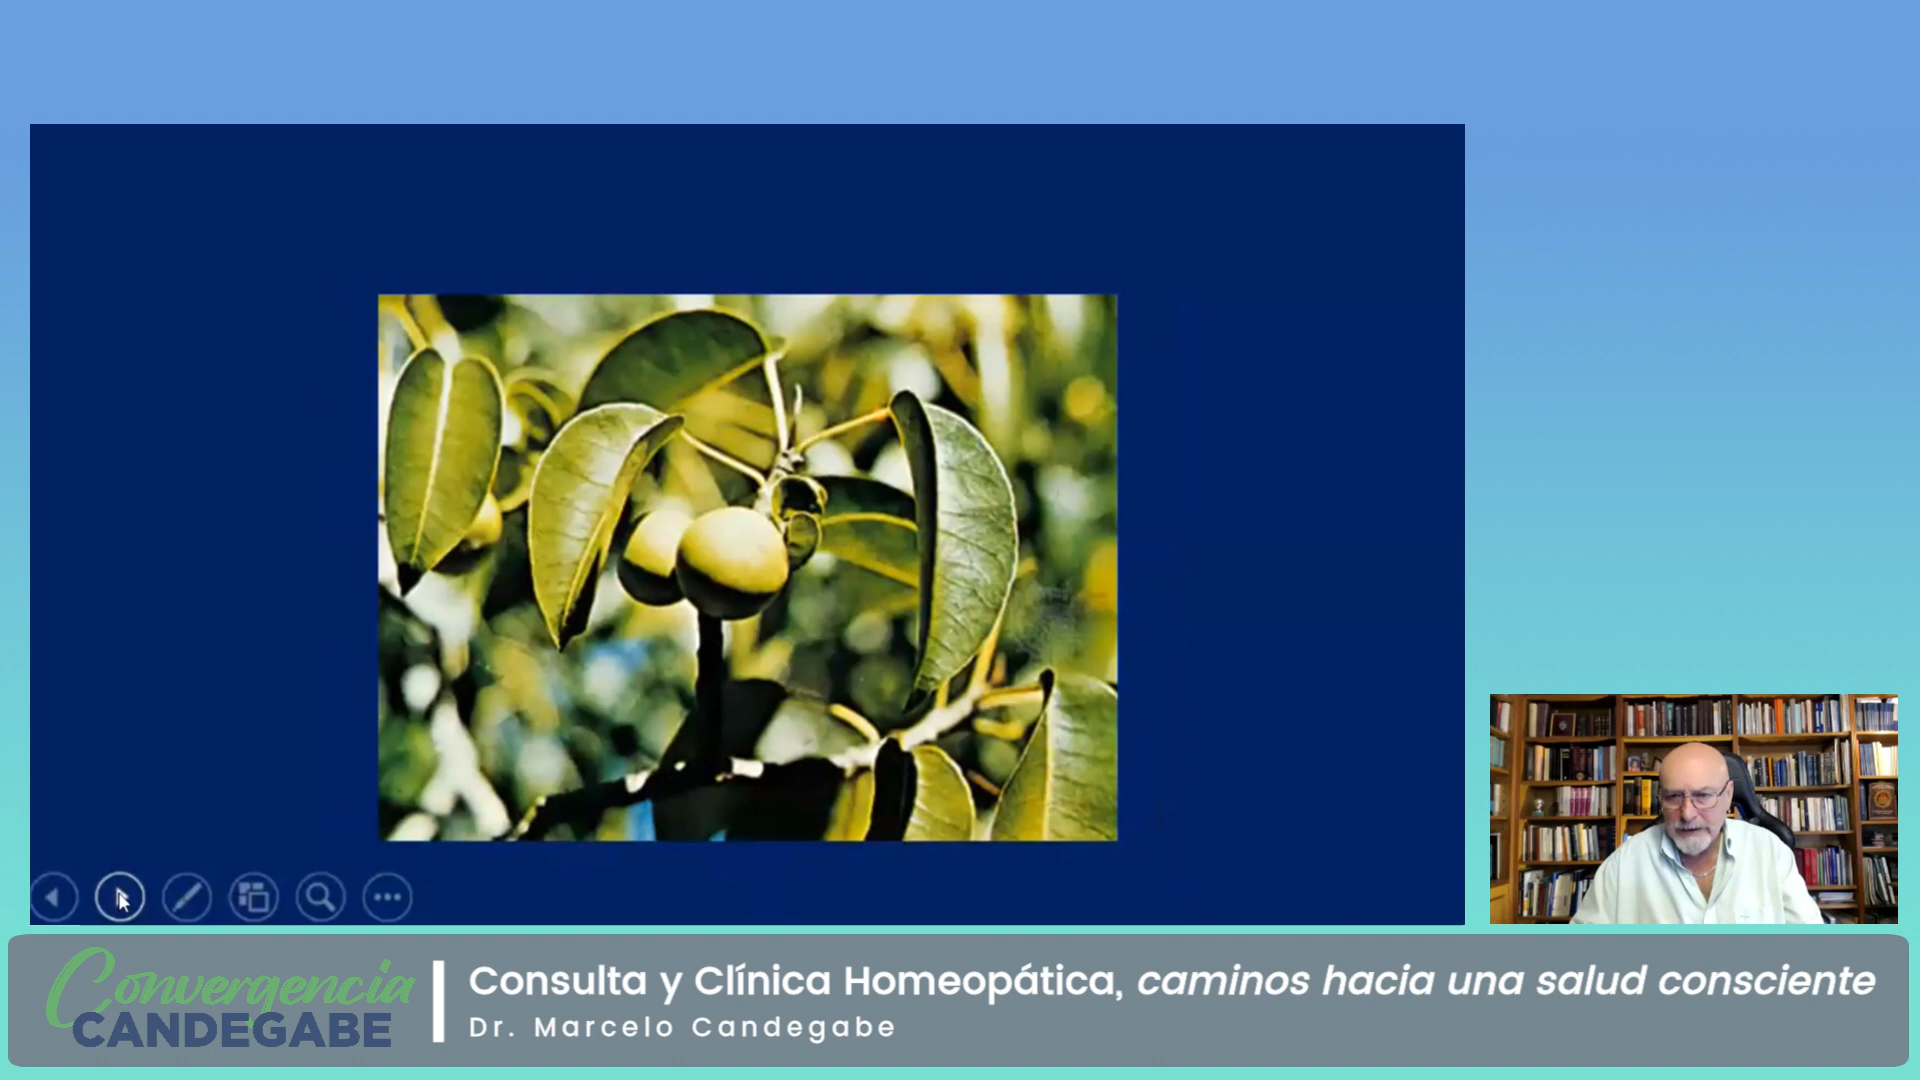 Convergencia
CANDEGABE
Consulta y Clínica Homeopática, caminos hacia una salud consciente
Dr. Marcelo Candegabe